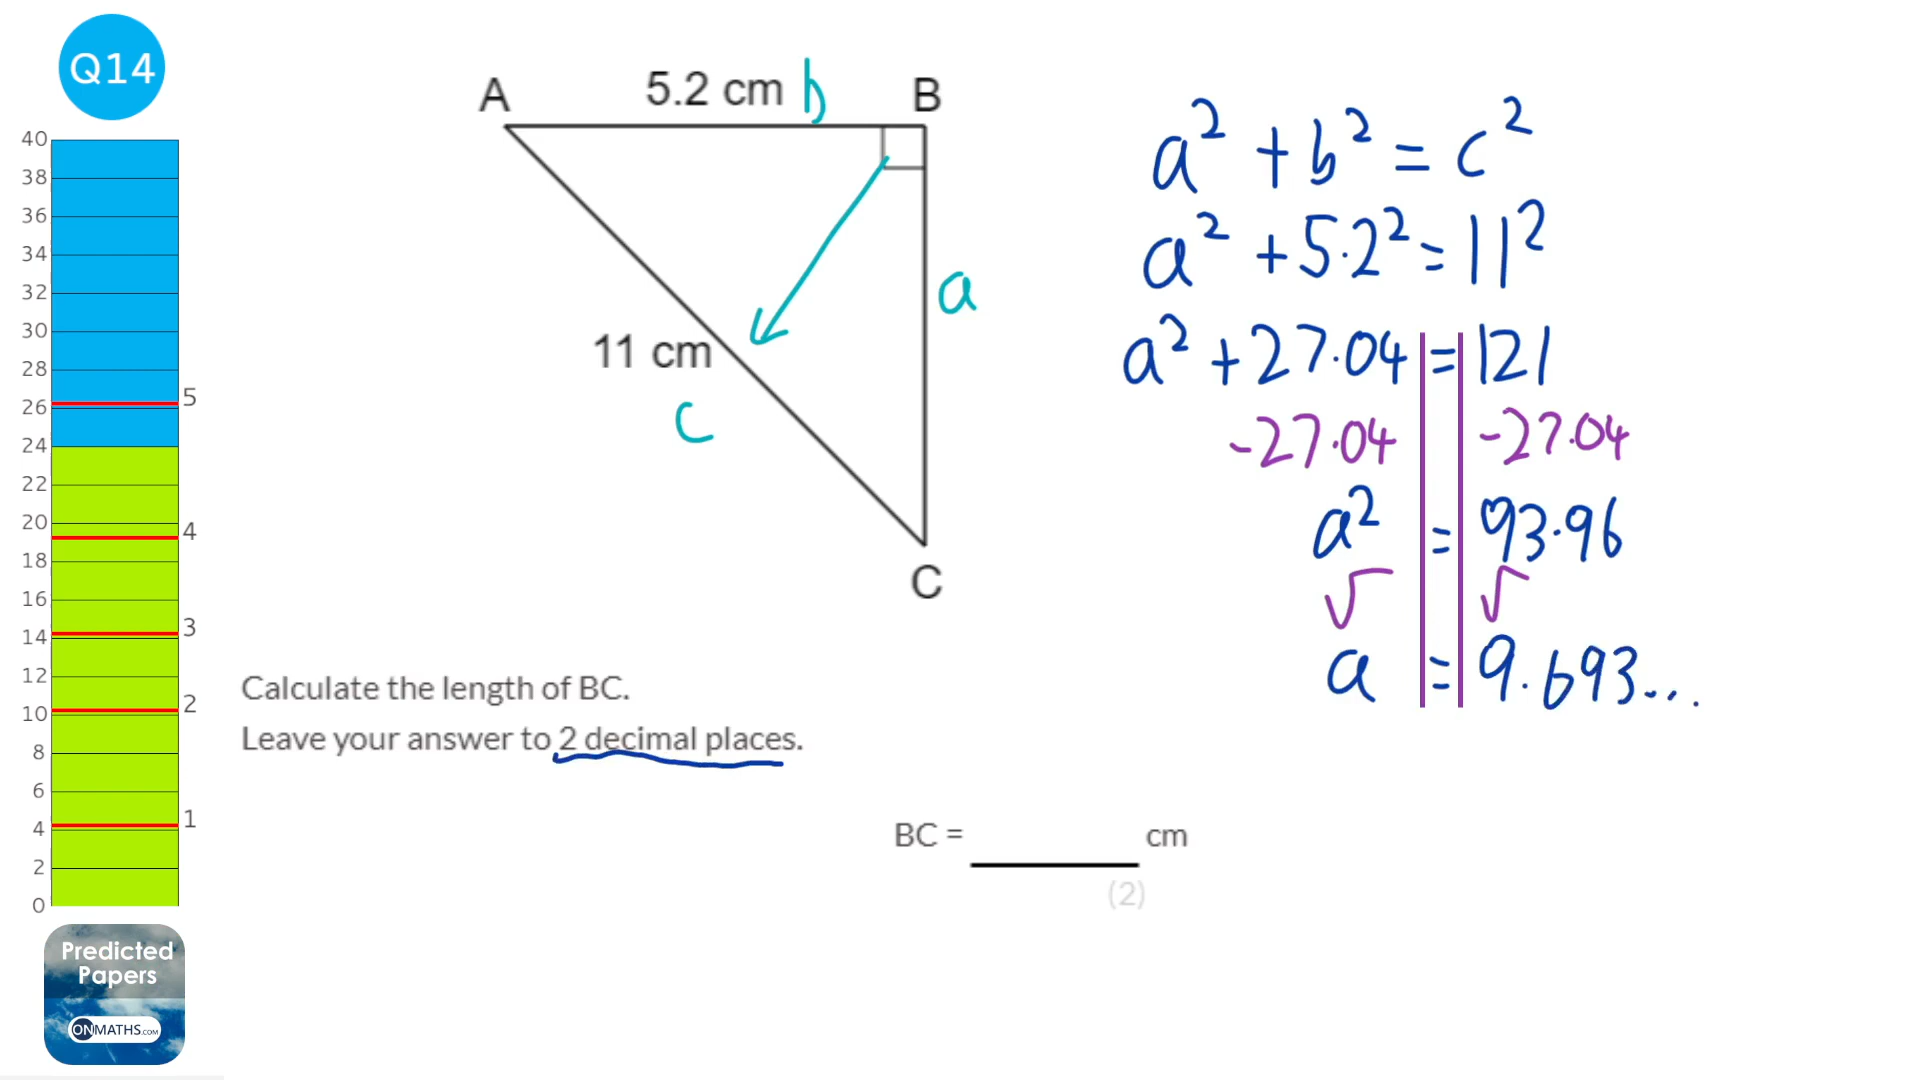 Q14
40
38
36
34
32
30
28
26
24
22
20
18
16
14
12
10
8
6
4
2
0
5
4
3
2
1
A
5.2 cm b
B
a
11 cm
c
C
a² + b² = c²
a² + 5.2² = 11²
a² + 27.04 = 121
-27.04 -27.04
a² = 93.96
√ √
a = 9.693...
Calculate the length of BC.
Leave your answer to 2 decimal places.
BC = ________ cm
(2)
Predicted
Papers
ONMATHS.COM